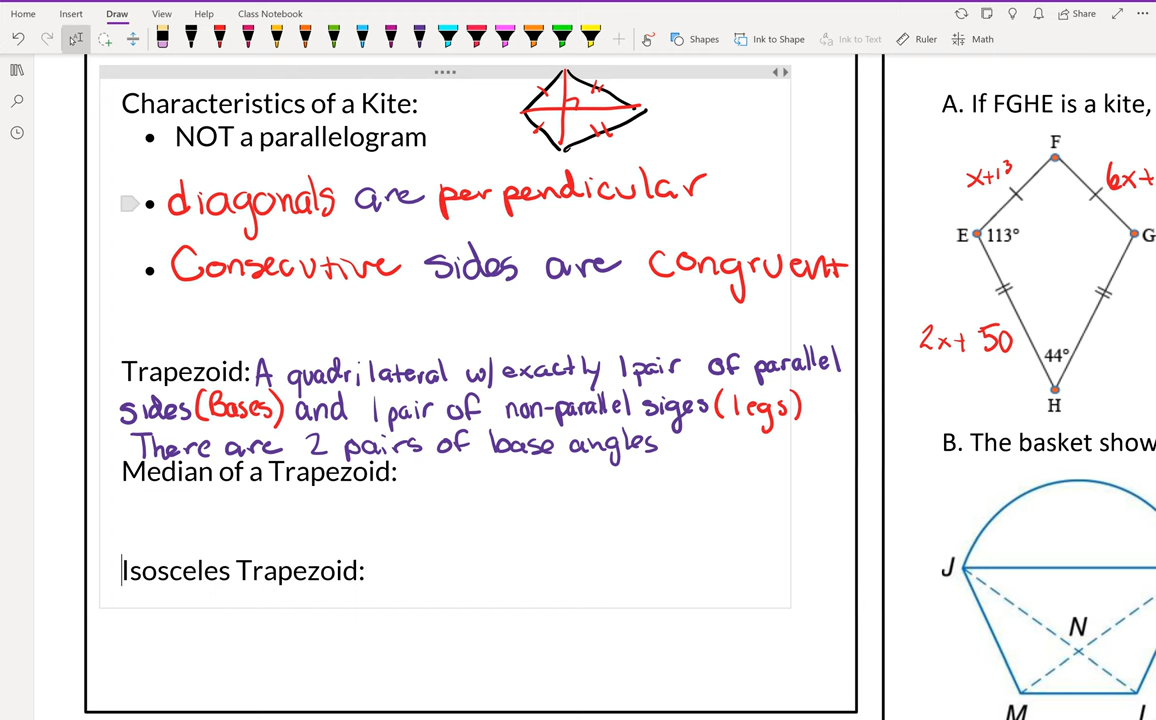 Home Insert Draw View Help Class Notebook Share
Shapes Ink to Shape Ink to Text Ruler Math
Characteristics of a Kite:
• NOT a parallelogram
• diagonals are perpendicular
• Consecutive sides are congruent
Trapezoid: A quadrilateral w/ exactly 1 pair of parallel
sides (Bases) and 1 pair of non-parallel siges (legs)
There are 2 pairs of base angles
Median of a Trapezoid:
Isosceles Trapezoid:
A. If FGHE is a kite,
F
6x+
E 113° G
2x+ 50
44°
H
B. The basket show
J
N
M